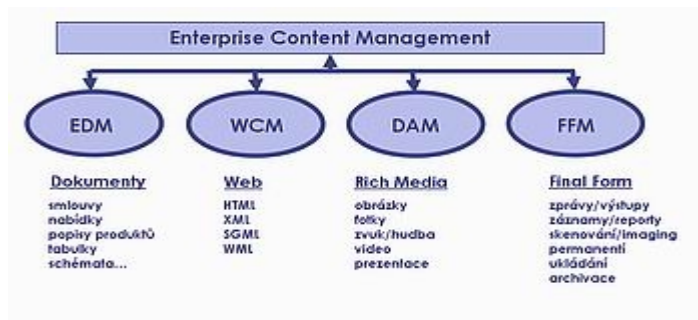 Enterprise Content Management
EDM
WCM
DAM
FFM
Dokumenty
smlouvy
nabídky
popisy produktů
tabulky
schémata...
Web
HTML
XML
SGML
WML
Rich Media
obrázky
fotky
zvuk/hudba
video
prezentace
Final Form
zprávy/výstupy
záznamy/reporty
skenování/imaging
permanentí
ukládání
archivace